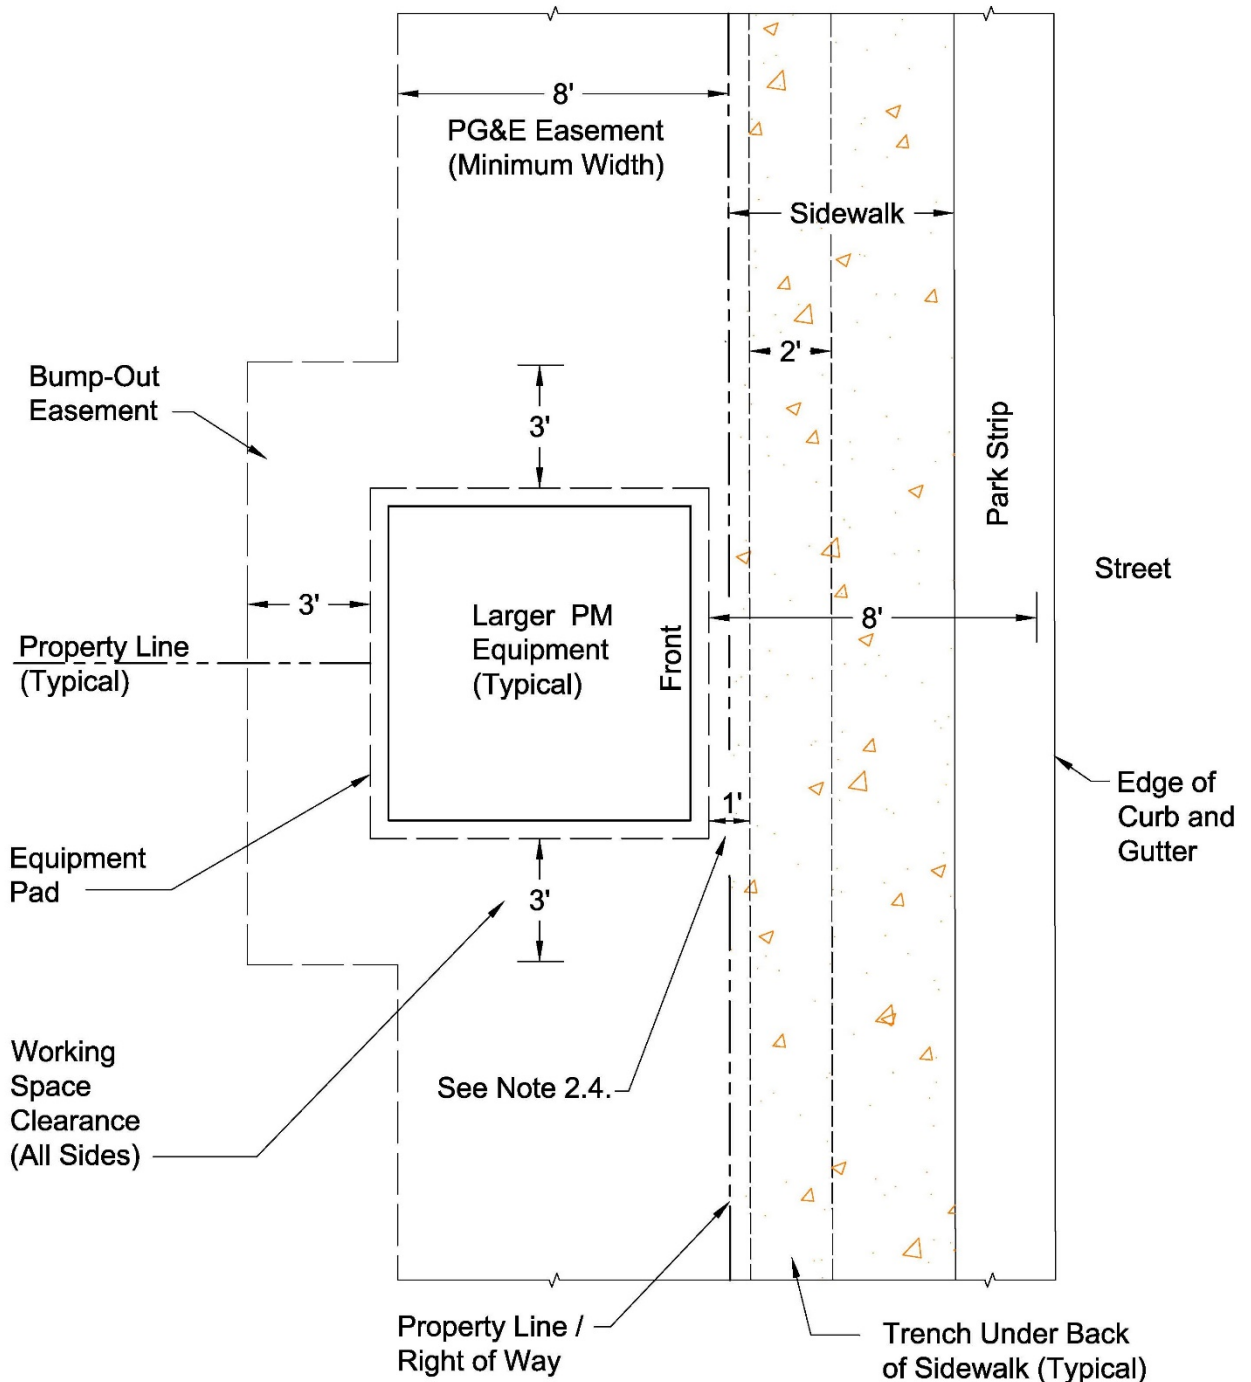 8'
PG&E Easement
(Minimum Width)
Sidewalk
2'
Bump-Out
Easement
3'
Park Strip
Street
3'
8'
Larger PM
Equipment
(Typical)
Front
Property Line
(Typical)
1'
Edge of
Curb and
Gutter
Equipment
Pad
3'
Working
Space
Clearance
(All Sides)
See Note 2.4.
Property Line /
Right of Way
Trench Under Back
of Sidewalk (Typical)